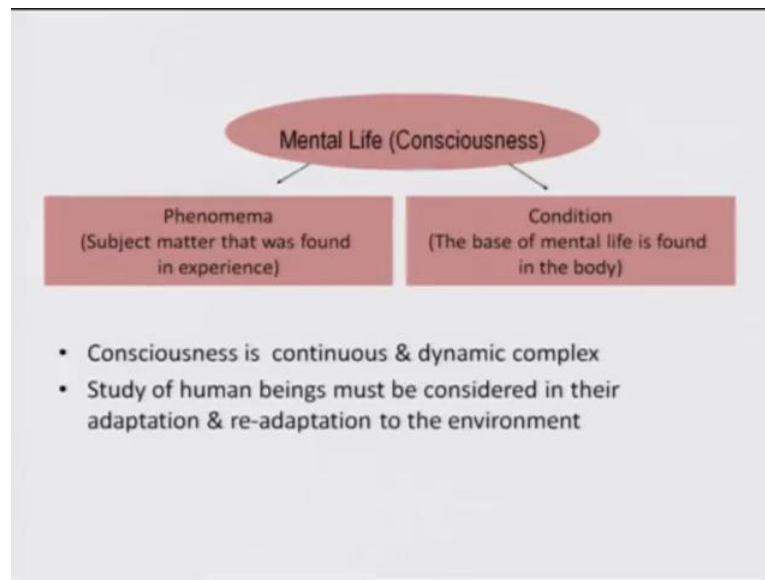 Mental Life (Consciousness)
Phenomema
(Subject matter that was found
in experience)
Condition
(The base of mental life is found
in the body)
• Consciousness is continuous & dynamic complex
• Study of human beings must be considered in their
adaptation & re-adaptation to the environment